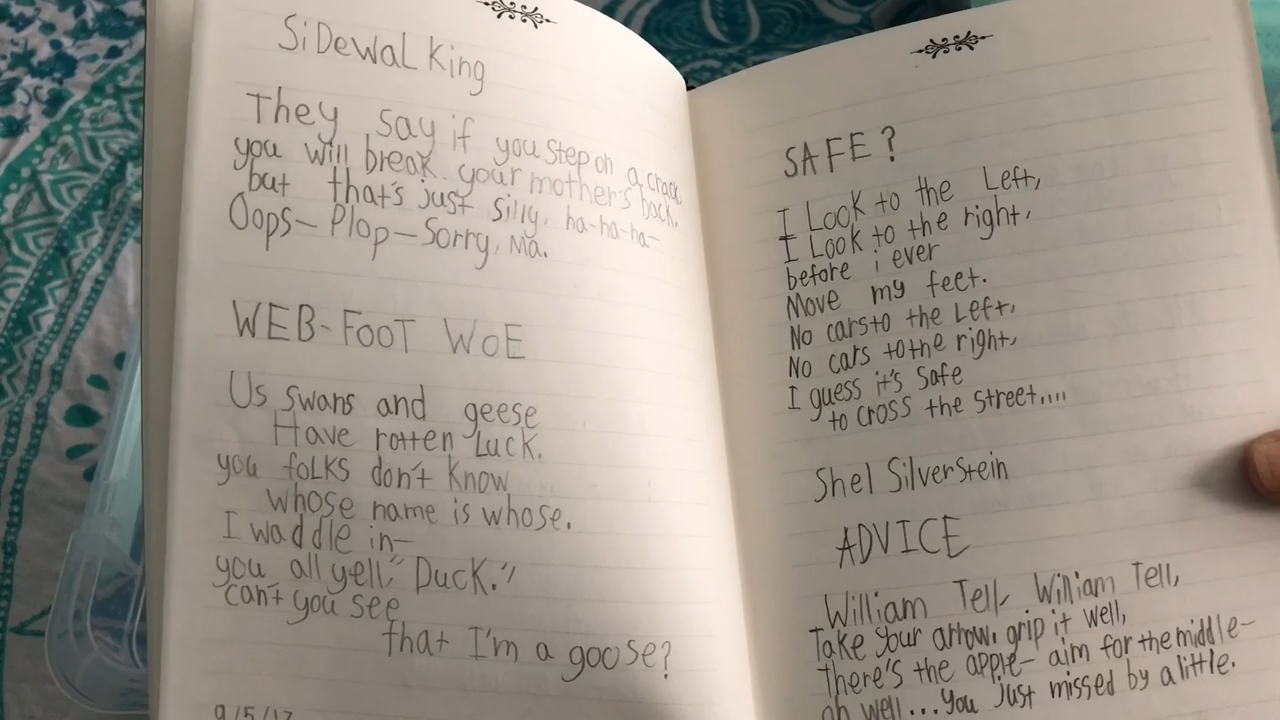 SiDewalking
They say if you step on a crack
you will break your mother's back,
but that's just silly, ha-ha-ha-
Oops- Plop- Sorry, Ma.
WEB-FOOT WOE
Us swans and geese
Have rotten Luck.
you foLKS don't know
whose name is whose.
I waddle in-
you all yell, "Duck."
can't you see
that I'm a goose?
9/5/17
SAFE?
I Look to the Left,
I Look to the right,
before i ever
Move my feet.
No cars to the Left,
No cars to the right,
I guess it's safe
to cross the street....
Shel Silverstein
ADVICE
William Tell, William Tell,
Take your arrow, grip it well,
there's the apple- aim for the middle-
oh well...you just missed by a little.